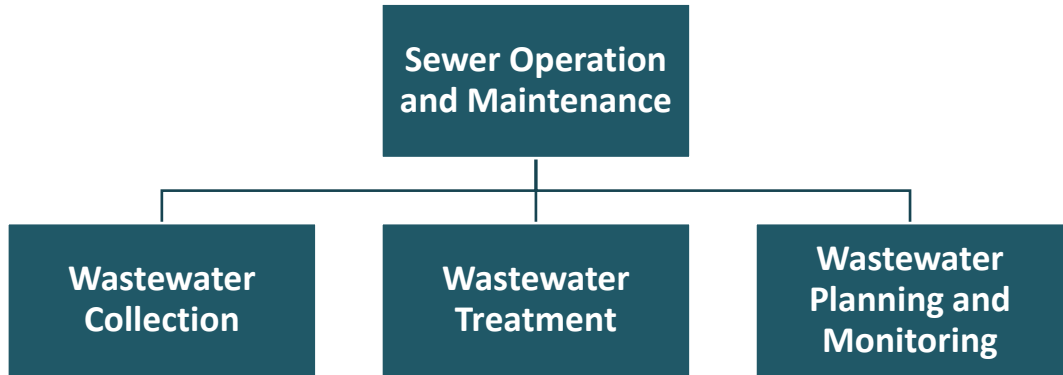 Sewer Operation
and Maintenance
Wastewater
Collection
Wastewater
Treatment
Wastewater
Planning and
Monitoring